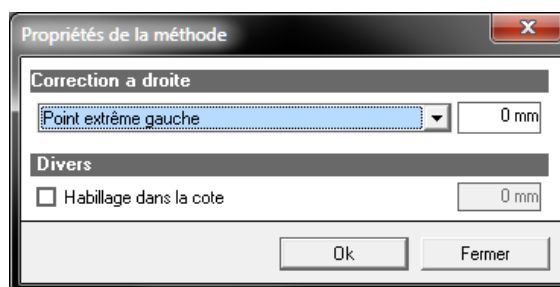 Propriétés de la méthode
Correction a droite
Point extrême gauche 0 mm
Divers
Habillage dans la cote 0 mm
Ok Fermer